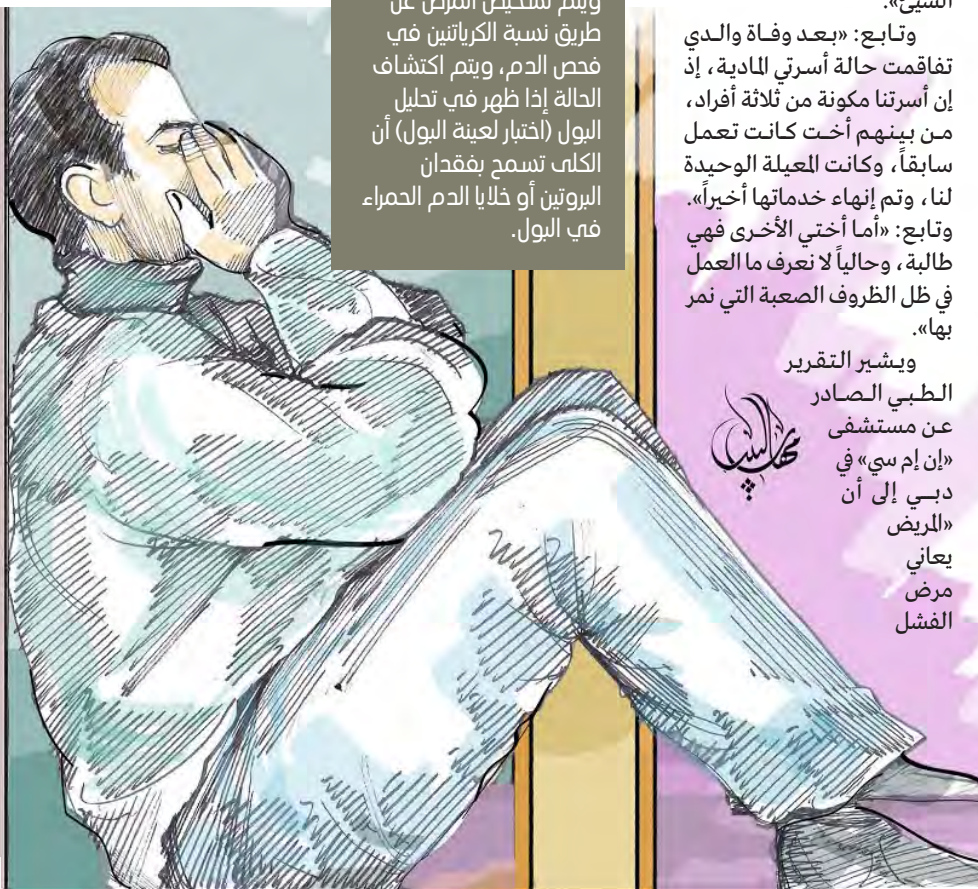 السيئ».
وتابع: «بعد وفاة والدي
تفاقمت حالة أسرتي المادية، إذ
إن أسرتنا مكونة من ثلاثة أفراد،
من بينهم أخت كانت تعمل
سابقاً، وكانت المعيلة الوحيدة
لنا، وتم إنهاء خدماتها أخيراً».
وتابع: «أما أختي الأخرى فهي
طالبة، وحالياً لا نعرف ما العمل
في ظل الظروف الصعبة التي نمر
بها».
ويشير التقرير
الطبي الصادر
عن مستشفى
«إن إم سي» في
دبي إلى أن
«المريض
يعاني
مرض
الفشل
ويتم تشخيص المرض عن
طريق نسبة الكرياتنين في
فحص الدم، ويتم اكتشاف
الحالة إذا ظهر في تحليل
البول (اختبار لعينة البول) أن
الكلى تسمح بفقدان
البروتين أو خلايا الدم الحمراء
في البول.